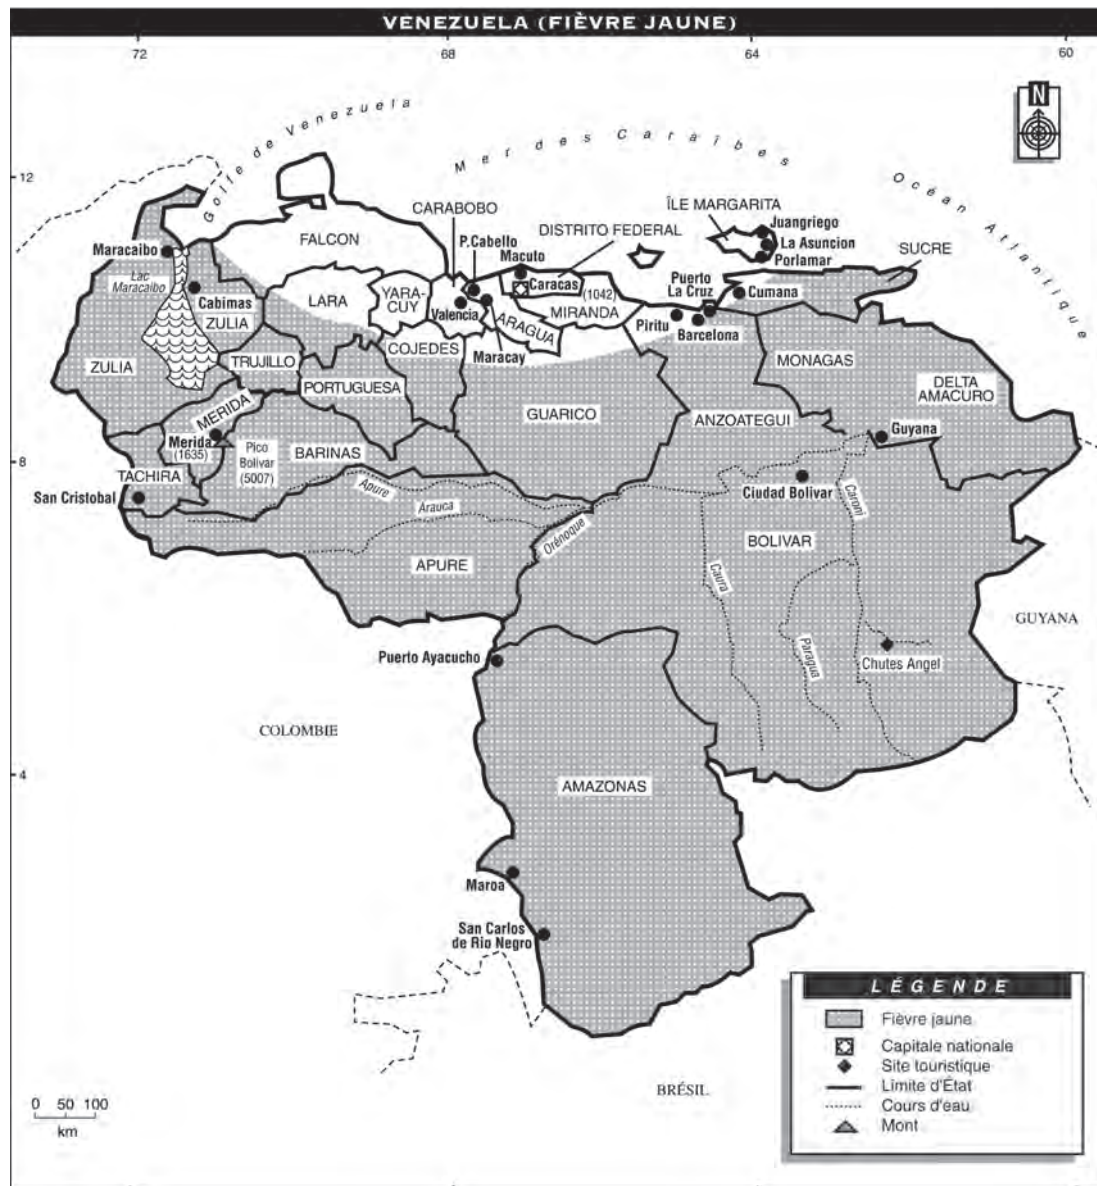 VENEZUELA (FIÈVRE JAUNE)
72
68
64
60
N
12
8
4
Golfe de Venezuela
Mer des Caraïbes
Océan Atlantique
ÎLE MARGARITA
CARABOBO
DISTRITO FEDERAL
Juangriego
La Asuncion
Porlamar
SUCRE
FALCON
P.Cabello
Macuto
Maracaibo
Lac
Maracaibo
Cabimas
ZULIA
LARA
YARA-
CUY
Valencia
Caracas
(1042)
MIRANDA
ARAGUA
Maracay
Puerto
La Cruz
Cumana
Piritu
Barcelona
COJEDES
TRUJILLO
PORTUGUESA
ZULIA
MONAGAS
DELTA
AMACURO
GUARICO
ANZOATEGUI
MERIDA
Merida
(1635)
Pico
Bolivar
(5007)
BARINAS
Guyana
TACHIRA
San Cristobal
Apure
Arauca
Orénoque
Ciudad Bolivar
Caroni
BOLIVAR
APURE
Caura
Paragua
GUYANA
Chutes Angel
Puerto Ayacucho
COLOMBIE
AMAZONAS
Maroa
San Carlos
de Rio Negro
BRÉSIL
0 50 100
km
LÉGENDE
Fièvre jaune
Capitale nationale
Site touristique
Limite d'État
Cours d'eau
Mont